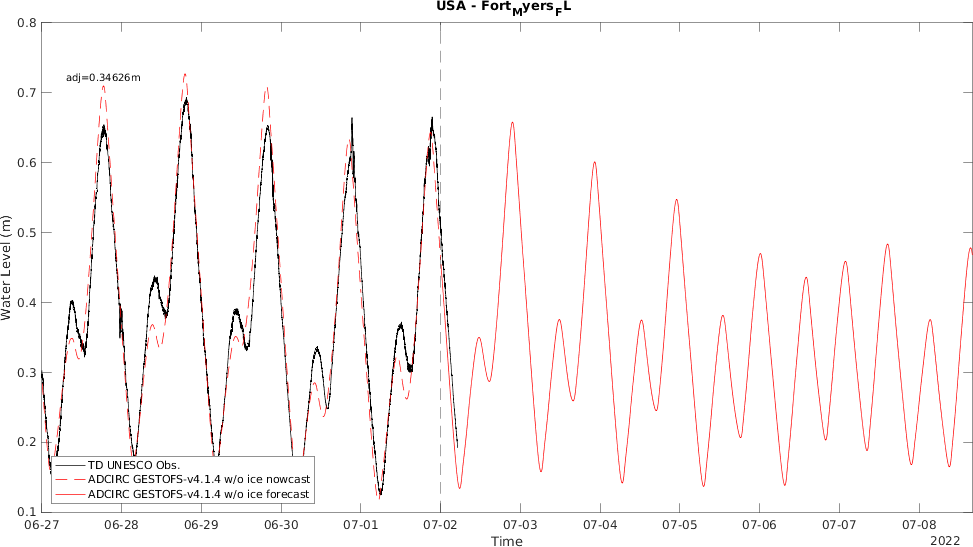 USA - Fort_Myers_FL
adj=0.34626m
0.8
0.7
0.6
0.5
0.4
0.3
0.2
0.1
Water Level (m)
TD UNESCO Obs.
ADCIRC GESTOFS-v4.1.4 w/o ice nowcast
ADCIRC GESTOFS-v4.1.4 w/o ice forecast
06-27 06-28 06-29 06-30 07-01 07-02 07-03 07-04 07-05 07-06 07-07 07-08
Time
2022